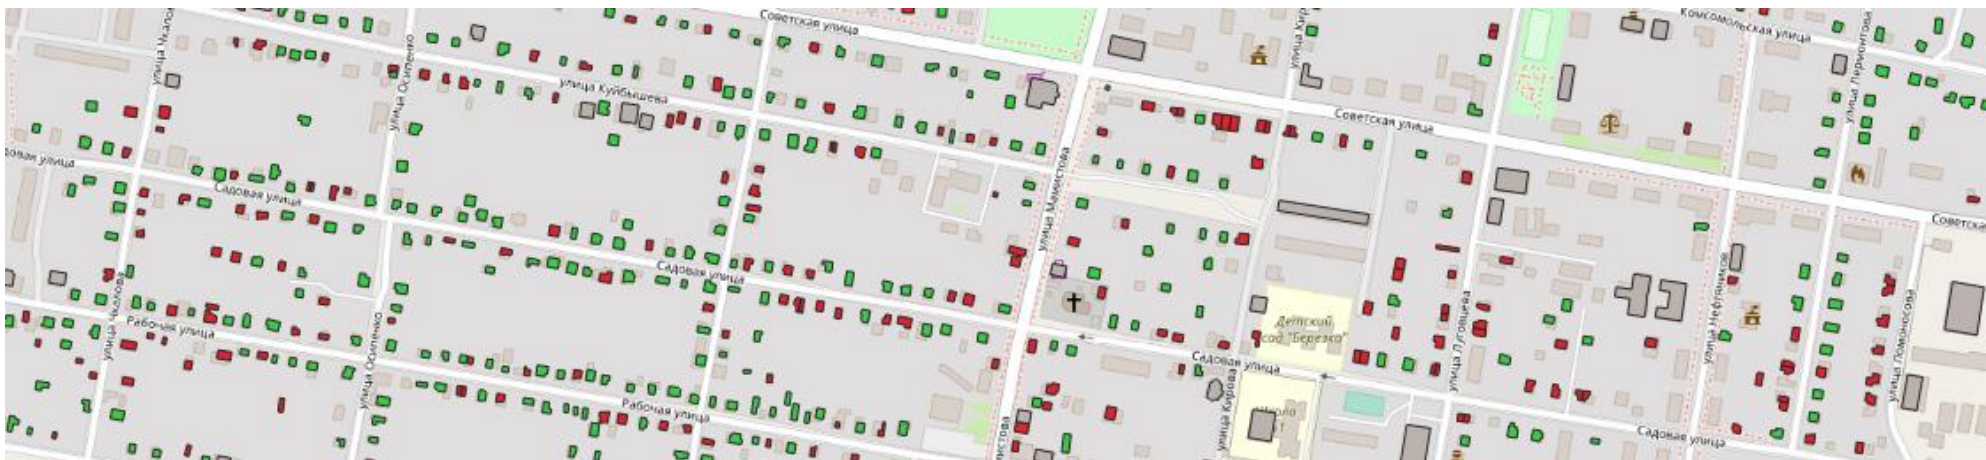 Советская улица
Комсомольская улица
улица Лермонтова
улица Осипенко
улица Куйбышева
Советская улица
Садовая улица
улица Мамистова
Советская
Садовая улица
улица Чкалова
Рабочая улица
улица Осипенко
Детский
сад "Березка"
Садовая улица
улица Луговцева
улица Нефтяников
улица Ломоносова
Рабочая улица
улица Кирова
Садовая улица